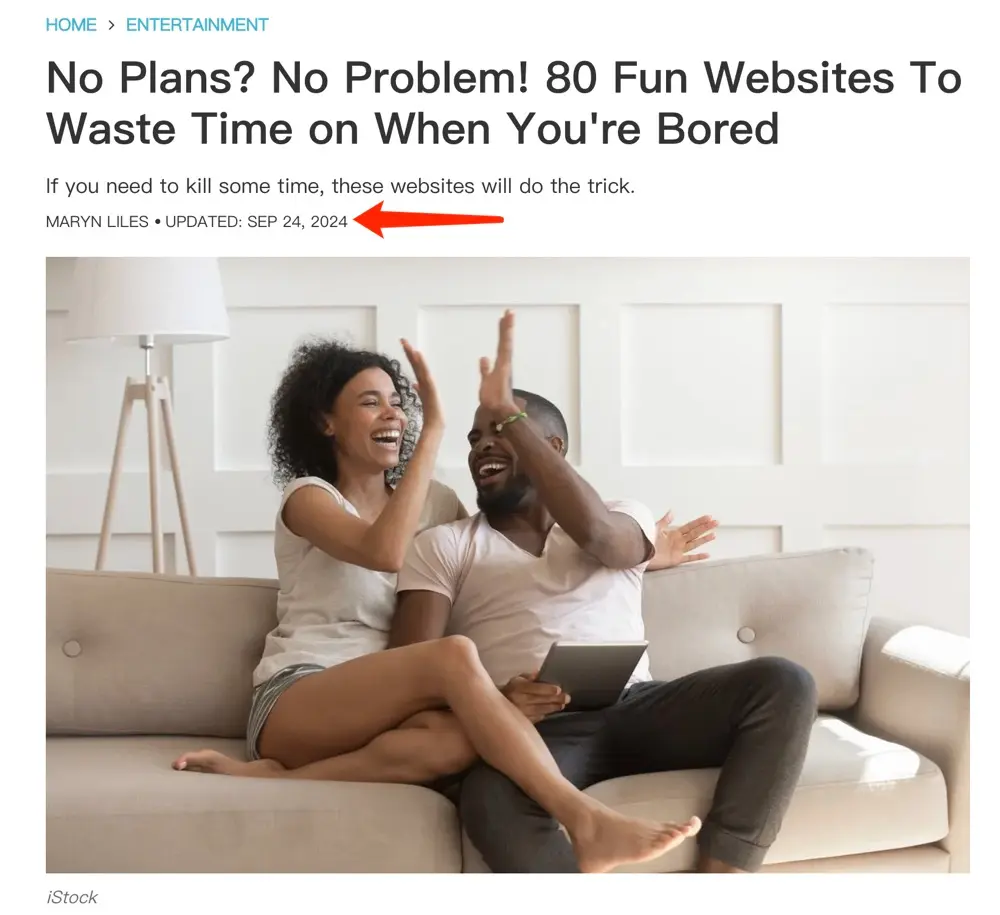 HOME > ENTERTAINMENT
No Plans? No Problem! 80 Fun Websites To
Waste Time on When You're Bored
If you need to kill some time, these websites will do the trick.
MARYN LILES • UPDATED: SEP 24, 2024
iStock